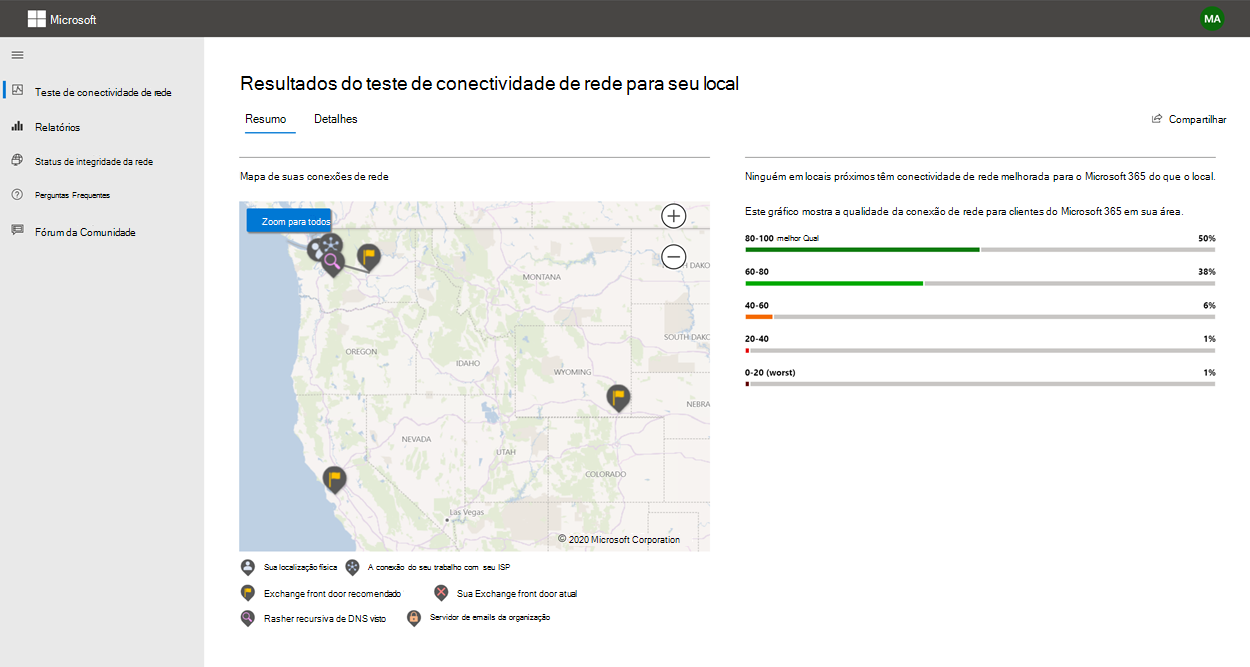 Microsoft
MA
Teste de conectividade de rede
Relatórios
Status de integridade da rede
Perguntas Frequentes
Fórum da Comunidade
Resultados do teste de conectividade de rede para seu local
Resumo
Detalhes
Compartilhar
Mapa de suas conexões de rede
Zoom para todos
MONTANA
DAKO
OREGON
IDAHO
SOUTH DAKO
WYOMING
NEBRA
NEVADA
UTAH
COLORADO
Las Vegas
© 2020 Microsoft Corporation
Sua localização física
A conexão do seu trabalho com seu ISP
Exchange front door recomendado
Sua Exchange front door atual
Rasher recursiva de DNS visto
Servidor de emails da organização
Ninguém em locais próximos têm conectividade de rede melhorada para o Microsoft 365 do que o local.
Este gráfico mostra a qualidade da conexão de rede para clientes do Microsoft 365 em sua área.
80-100 melhor Qual 50%
60-80 38%
40-60 6%
20-40 1%
0-20 (worst) 1%